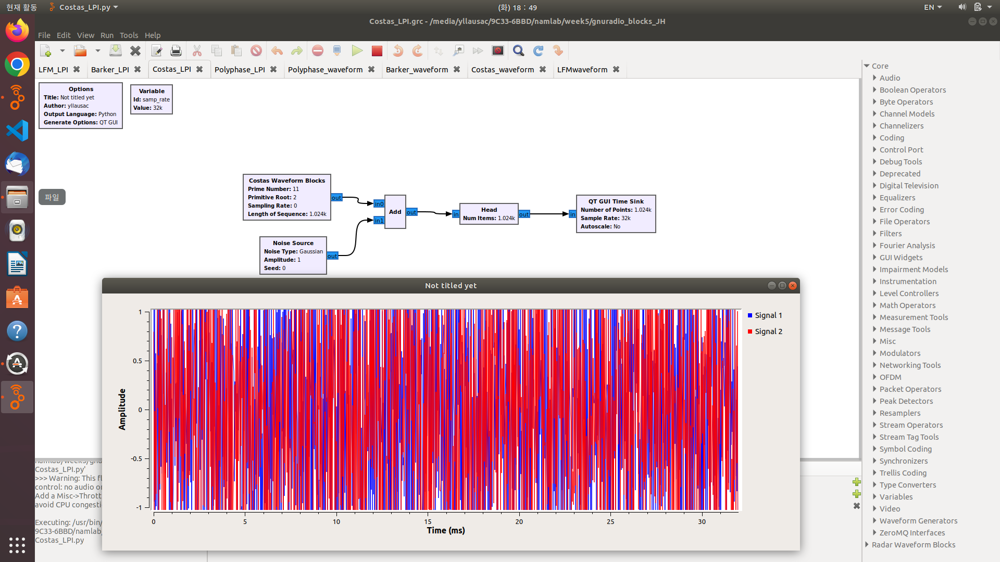 현재 활동
Costas_LPI.py
(화) 18 : 49
EN
Costas_LPI.grc - /media/yllausac/9C33-6BBD/namlab/week5/gnuradio_blocks_JH
File Edit View Run Tools Help
LFM_LPI
Barker_LPI
Costas_LPI
Polyphase_LPI
Polyphase_waveform
Barker_waveform
Costas_waveform
LFMwaveform
Options
Title: Not titled yet
Author: yllausac
Output Language: Python
Generate Options: QT GUI
Variable
Id: samp_rate
Value: 32k
파일
Costas Waveform Blocks
Prime Number: 11
Primitive Root: 2
Sampling Rate: 0
Length of Sequence: 1.024k
out
Noise Source
Noise Type: Gaussian
Amplitude: 1
Seed: 0
out
in0
in1
Add
out
in
Head
Num Items: 1.024k
out
in
QT GUI Time Sink
Number of Points: 1.024k
Sample Rate: 32k
Autoscale: No
Not titled yet
Signal 1
Signal 2
Amplitude
1
0.5
0
-0.5
-1
0 5 10 15 20 25 30
Time (ms)
Costas_LPI.py'
>>> Warning: This fl
control: no audio or
Add a Misc->Thrott
avoid CPU congesti
Executing: /usr/bin/
9C33-6BBD/namlab/
Costas_LPI.py
Core
Audio
Boolean Operators
Byte Operators
Channel Models
Channelizers
Coding
Control Port
Debug Tools
Deprecated
Digital Television
Equalizers
Error Coding
File Operators
Filters
Fourier Analysis
GUI Widgets
Impairment Models
Instrumentation
Level Controllers
Math Operators
Measurement Tools
Message Tools
Misc
Modulators
Networking Tools
OFDM
Packet Operators
Peak Detectors
Resamplers
Stream Operators
Stream Tag Tools
Symbol Coding
Synchronizers
Trellis Coding
Type Converters
Variables
Video
Waveform Generators
ZeroMQ Interfaces
Radar Waveform Blocks